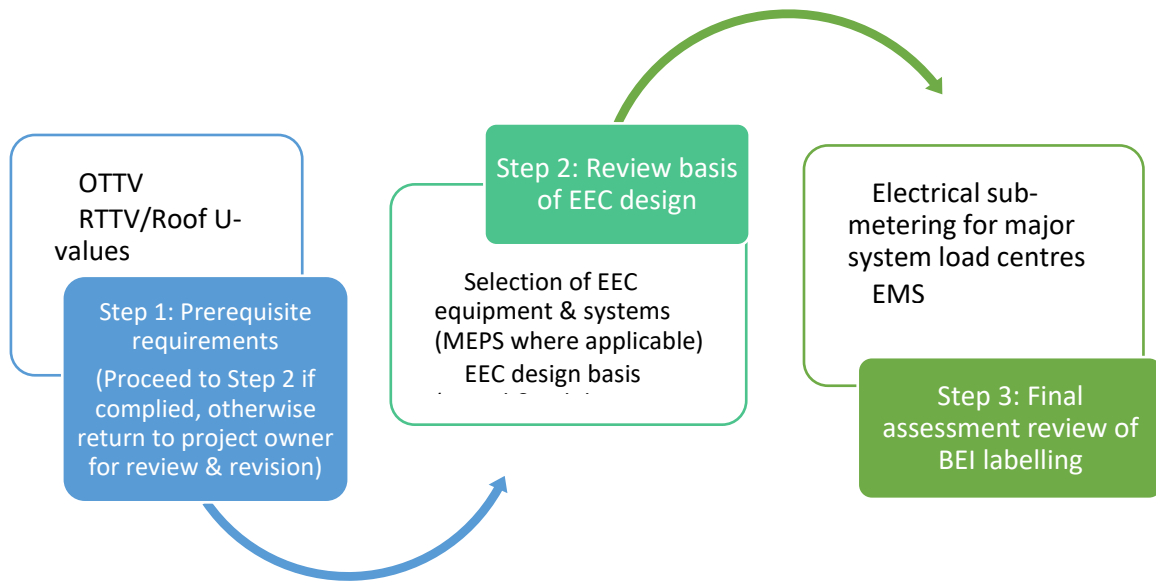 OTTV
RTTV/Roof U-
values
Step 1: Prerequisite
requirements
(Proceed to Step 2 if
complied, otherwise
return to project owner
for review & revision)
Step 2: Review basis
of EEC design
Selection of EEC
equipment & systems
(MEPS where applicable)
EEC design basis
Electrical sub-
metering for major
system load centres
EMS
Step 3: Final
assessment review of
BEI labelling